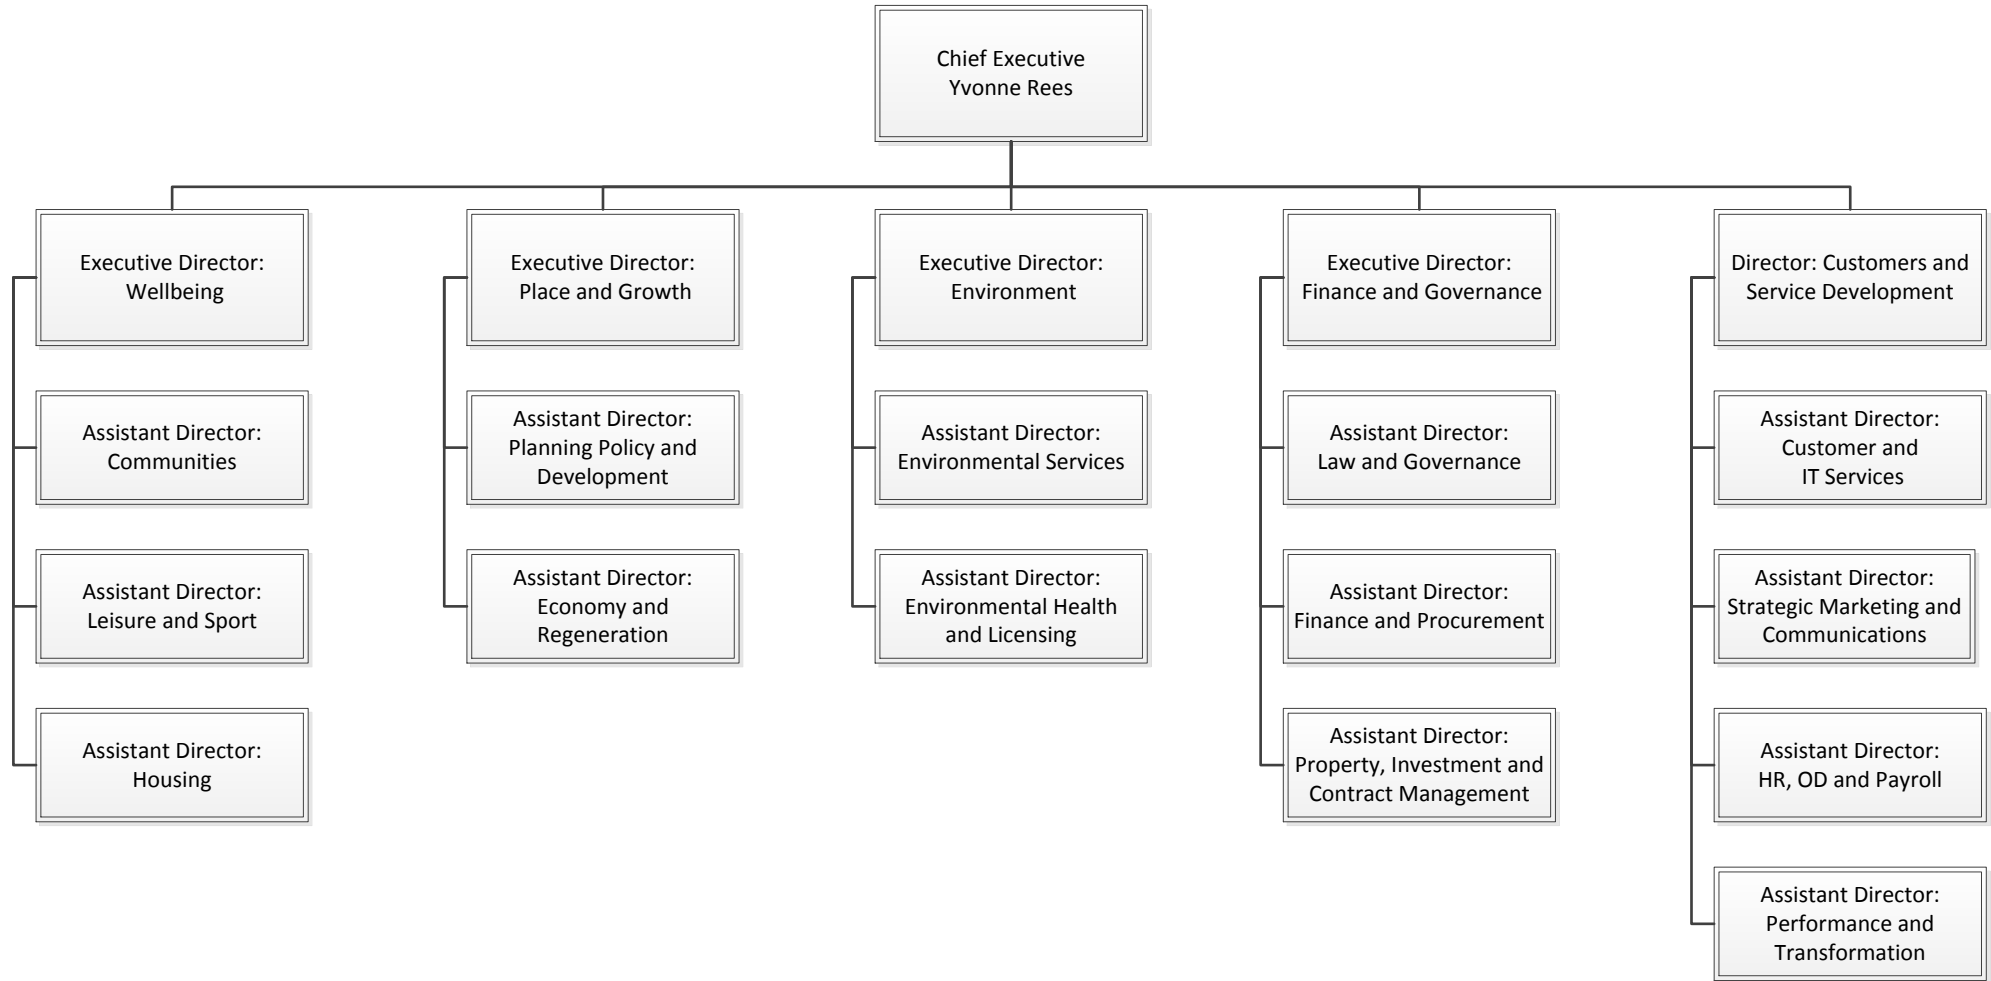 Chief Executive
Yvonne Rees
Executive Director:
Wellbeing
Assistant Director:
Communities
Assistant Director:
Leisure and Sport
Assistant Director:
Housing
Executive Director:
Place and Growth
Assistant Director:
Planning Policy and
Development
Assistant Director:
Economy and
Regeneration
Executive Director:
Environment
Assistant Director:
Environmental Services
Assistant Director:
Environmental Health
and Licensing
Executive Director:
Finance and Governance
Assistant Director:
Law and Governance
Assistant Director:
Finance and Procurement
Assistant Director:
Property, Investment and
Contract Management
Director: Customers and
Service Development
Assistant Director:
Customer and
IT Services
Assistant Director:
Strategic Marketing and
Communications
Assistant Director:
HR, OD and Payroll
Assistant Director:
Performance and
Transformation